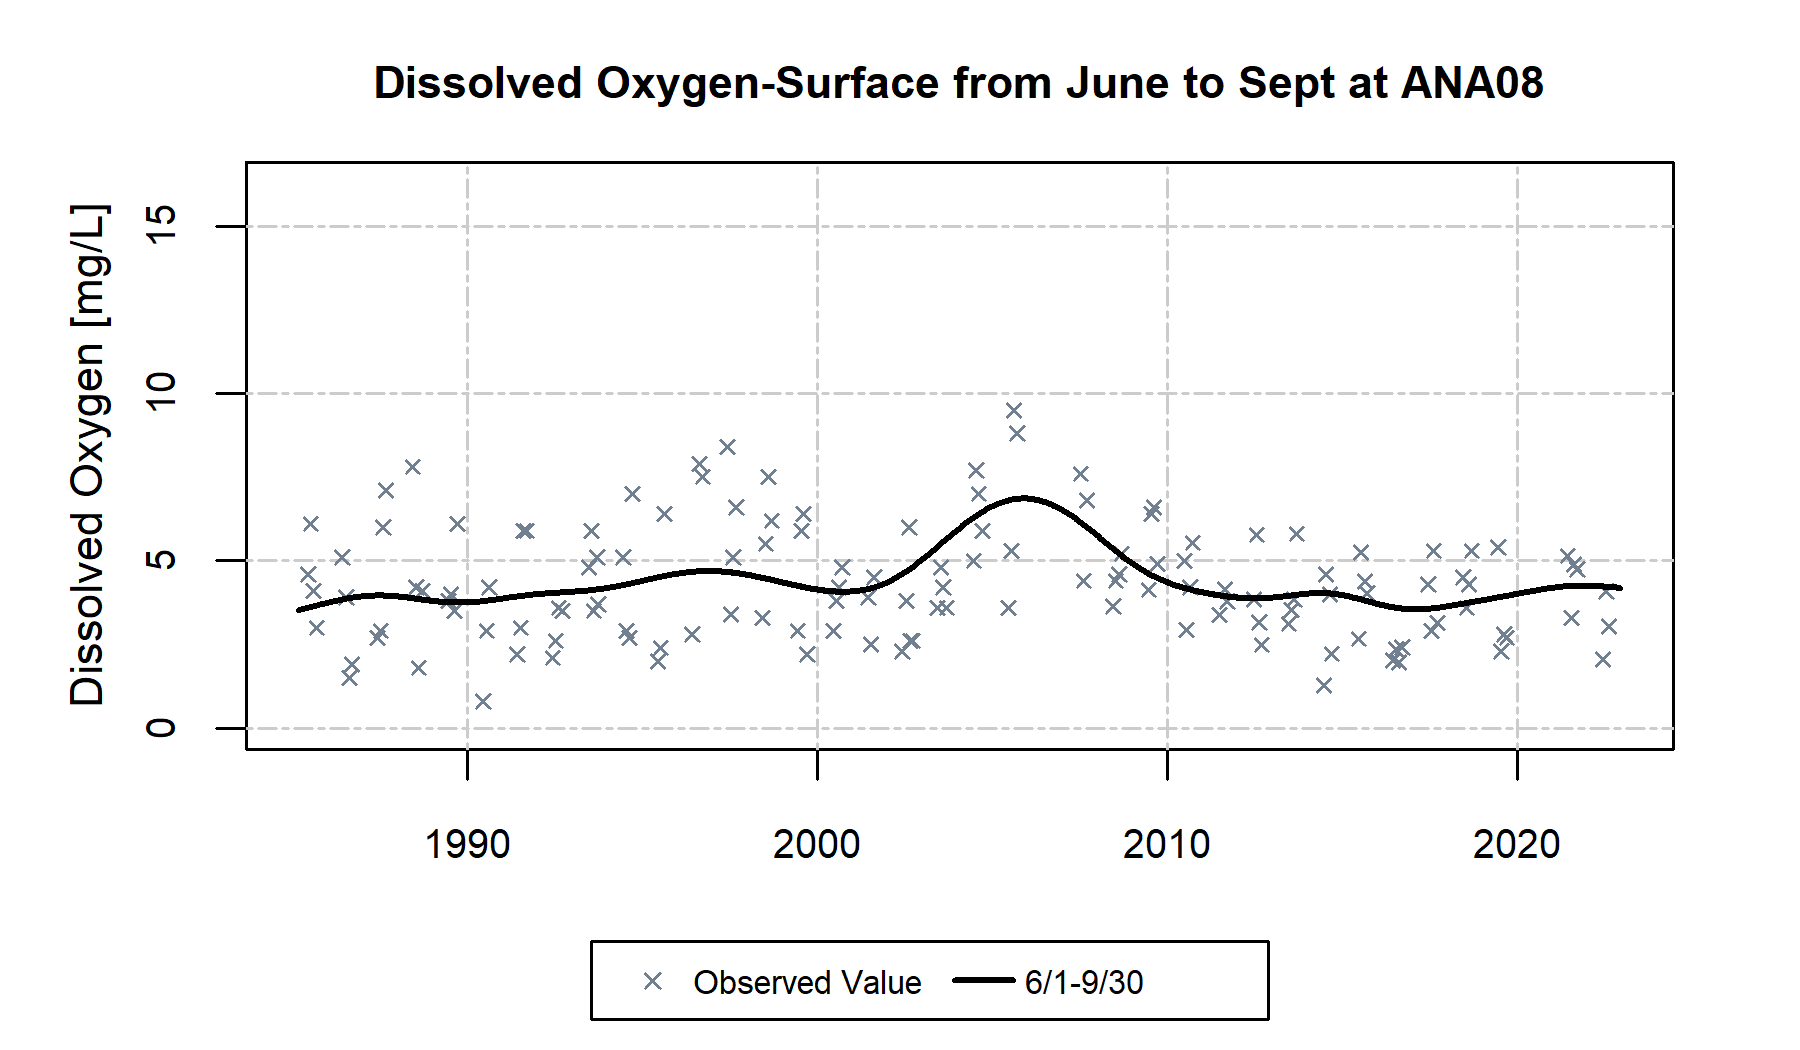 Dissolved Oxygen-Surface from June to Sept at ANA08
Dissolved Oxygen [mg/L]
15
10
5
0
1990 2000 2010 2020
Observed Value 6/1-9/30